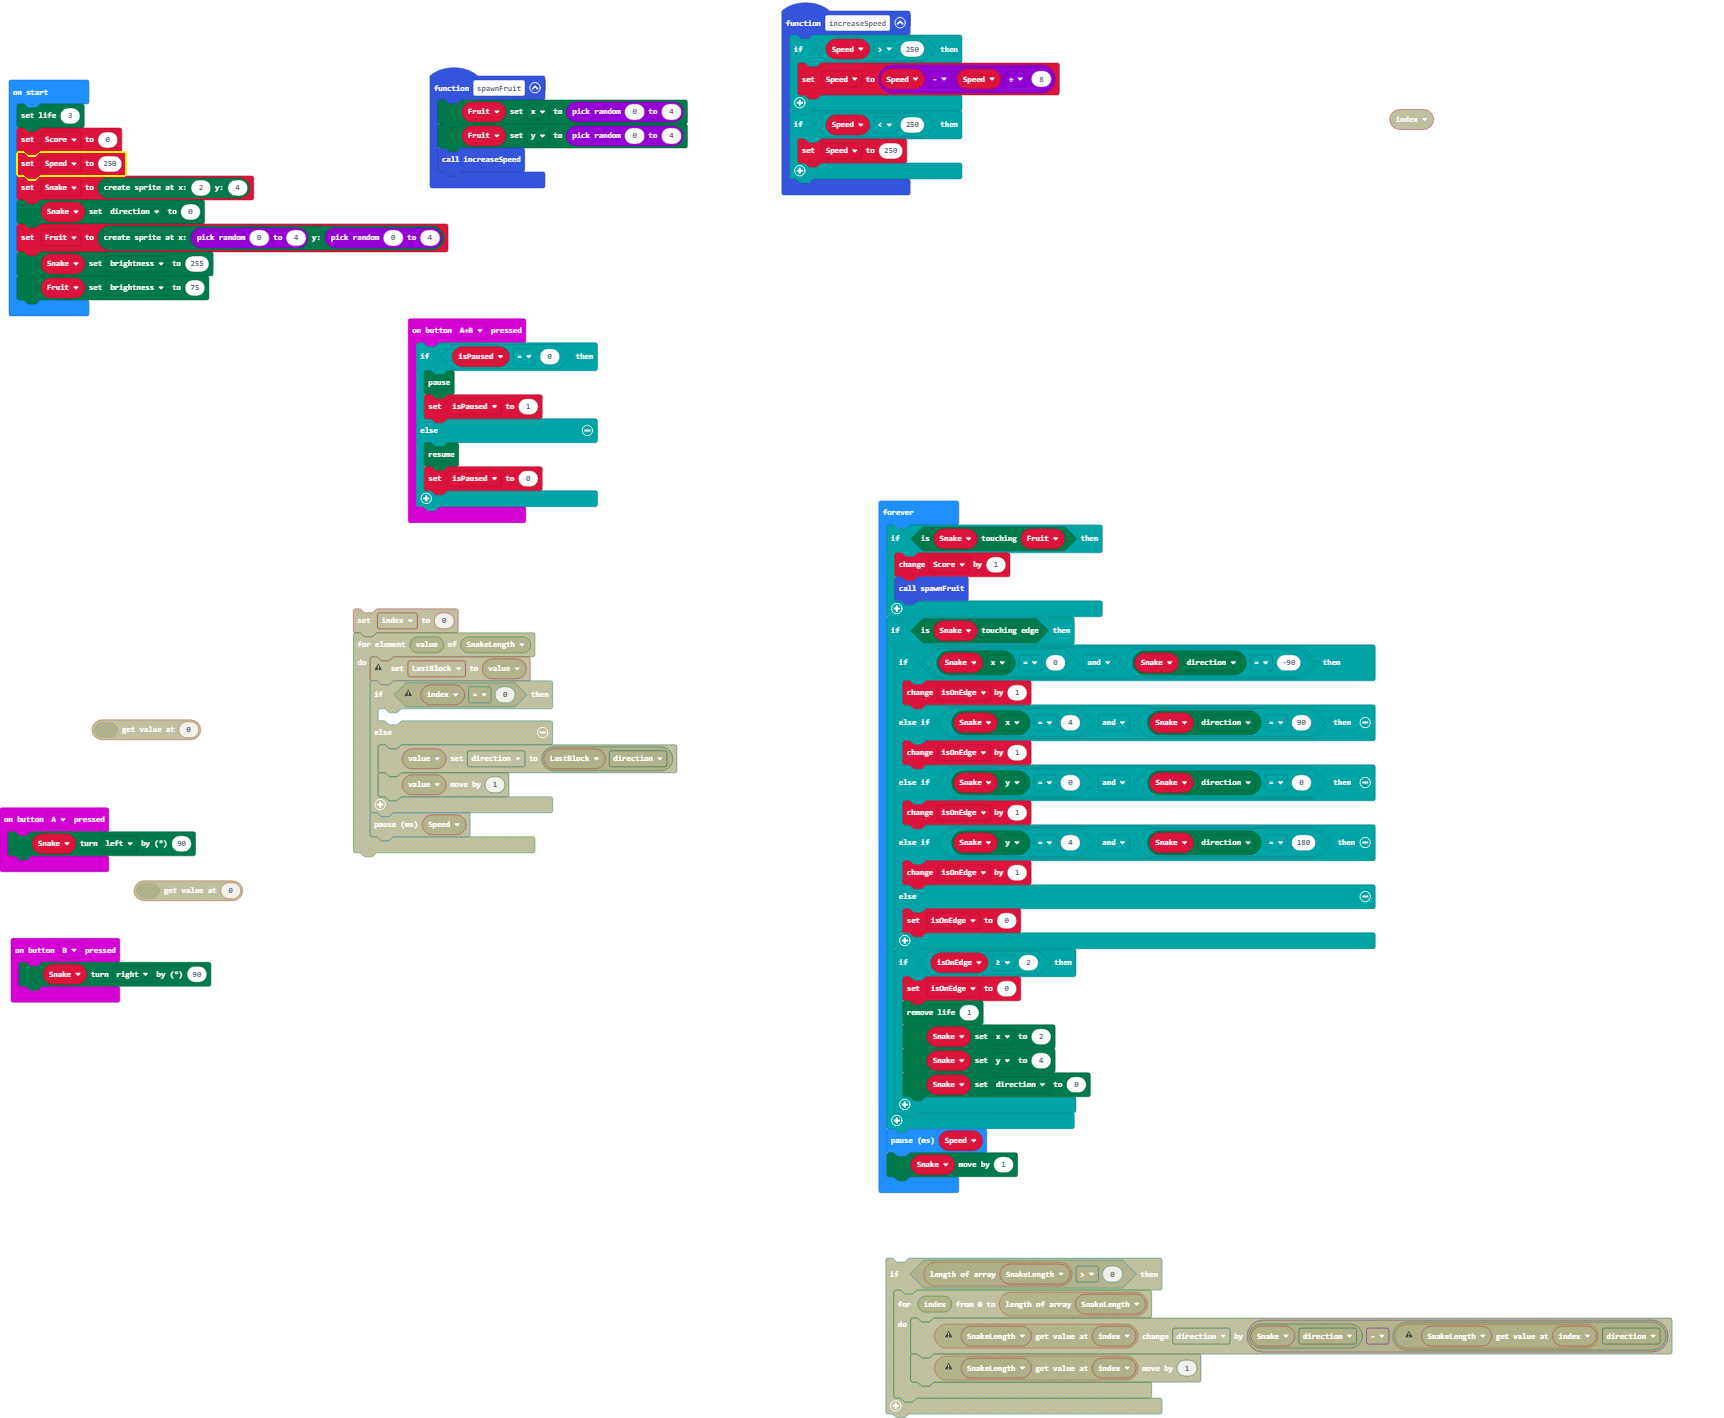 on start
set life 3
set Score to 0
set Speed to 250
set Snake to create sprite at x: 2 y: 4
Snake set direction to 0
set Fruit to create sprite at x: pick random 0 to 4 y: pick random 0 to 4
Snake set brightness to 255
Fruit set brightness to 75
function spawnFruit
Fruit set x to pick random 0 to 4
Fruit set y to pick random 0 to 4
call increaseSpeed
function increaseSpeed
if Speed > 250 then
set Speed to Speed - Speed ÷ 8
if Speed < 250 then
set Speed to 250
index
on button A+B pressed
if isPaused = 0 then
pause
set isPaused to 1
else
resume
set isPaused to 0
set index to 0
for element value of SnakeLength
do set LastBlock to value
if index = 0 then
else
value set direction to LastBlock direction
value move by 1
pause (ms) Speed
get value at 0
on button A pressed
Snake turn left by (°) 90
get value at 0
on button B pressed
Snake turn right by (°) 90
forever
if is Snake touching Fruit then
change Score by 1
call spawnFruit
if is Snake touching edge then
if Snake x = 0 and Snake direction = -90 then
change isOnEdge by 1
else if Snake x = 4 and Snake direction = 90 then
change isOnEdge by 1
else if Snake y = 0 and Snake direction = 0 then
change isOnEdge by 1
else if Snake y = 4 and Snake direction = 180 then
change isOnEdge by 1
else
set isOnEdge to 0
if isOnEdge ≥ 2 then
set isOnEdge to 0
remove life 1
Snake set x to 2
Snake set y to 4
Snake set direction to 0
pause (ms) Speed
Snake move by 1
if length of array SnakeLength > 0 then
for index from 0 to length of array SnakeLength
do SnakeLength get value at index change direction by Snake direction - SnakeLength get value at index direction
SnakeLength get value at index move by 1